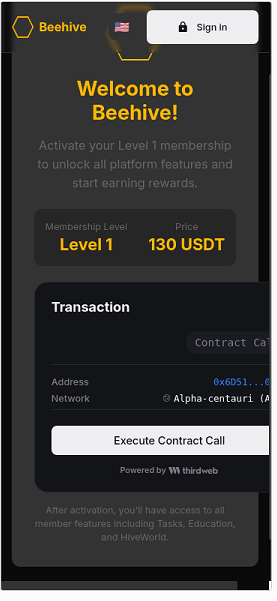 Beehive
Sign in
Welcome to
Beehive!
Activate your Level 1 membership
to unlock all platform features and
start earning rewards.
Membership Level
Price
Level 1
130 USDT
Transaction
Contract Cal
Address
0x6D51...0
Network
Alpha-centauri (A
Execute Contract Call
Powered by thirdweb
After activation, you'll have access to all
member features including Tasks, Education,
and HiveWorld.